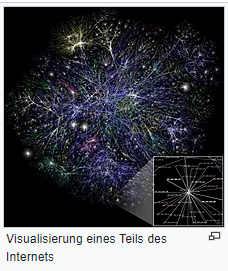 Visualisierung eines Teils des
Internets